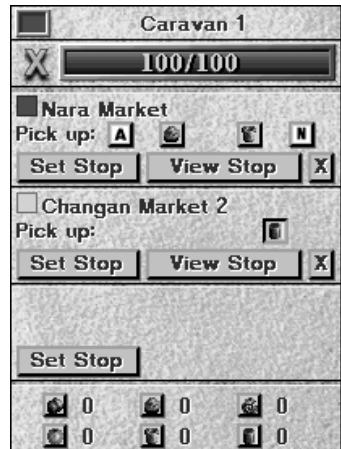 Caravan 1
X 100/100
Nara Market
Pick up: A N
Set Stop View Stop X
Changan Market 2
Pick up:
Set Stop View Stop X
Set Stop
0 0 0
0 0 0